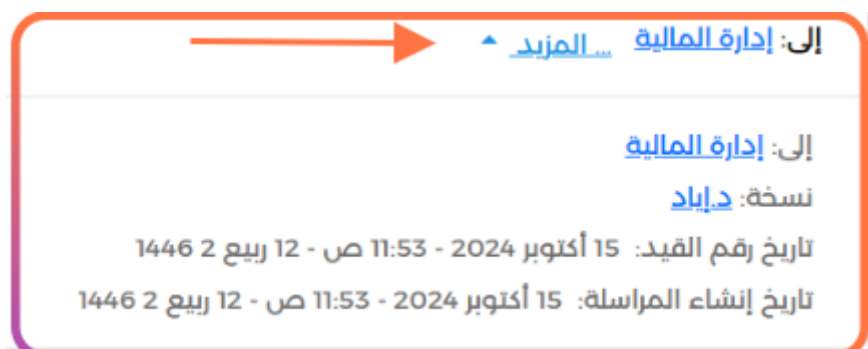 إلى: إدارة المالية ... المزيد
إلى: إدارة المالية
نسخة: د.إياد
تاريخ رقم القيد: 15 أكتوبر 2024 - 11:53 ص - 12 ربيع 2 1446
تاريخ إنشاء المراسلة: 15 أكتوبر 2024 - 11:53 ص - 12 ربيع 2 1446